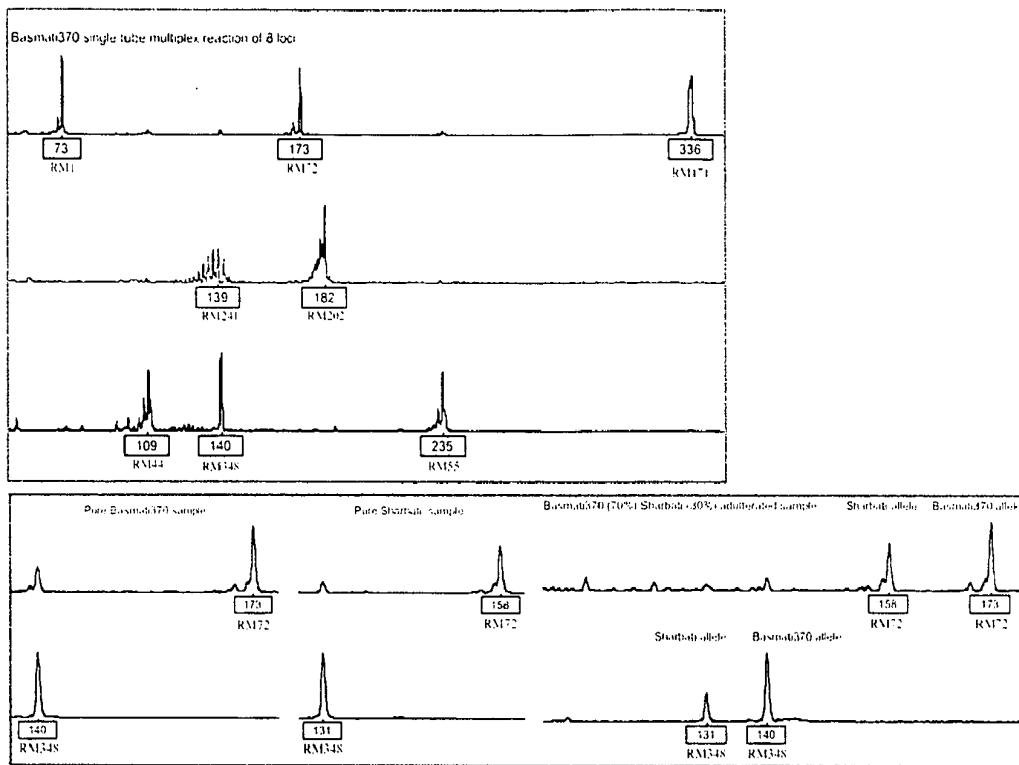 Basmati370 single tube multiplex reaction of 8 loci
73 173 336
RM1 RM72 RM171
139 182
RM241 RM202
109 140 235
RM44 RM348 RM55
Pure Basmati370 sample Pure Sharbati sample Basmati370 (70%) Sharbati (30%) adulterated sample Sharbati allele Basmati370 allele
173 158 158 173
RM72 RM72 RM72 RM72
Sharbati allele Basmati370 allele
140 131 131 140
RM348 RM348 RM348 RM348